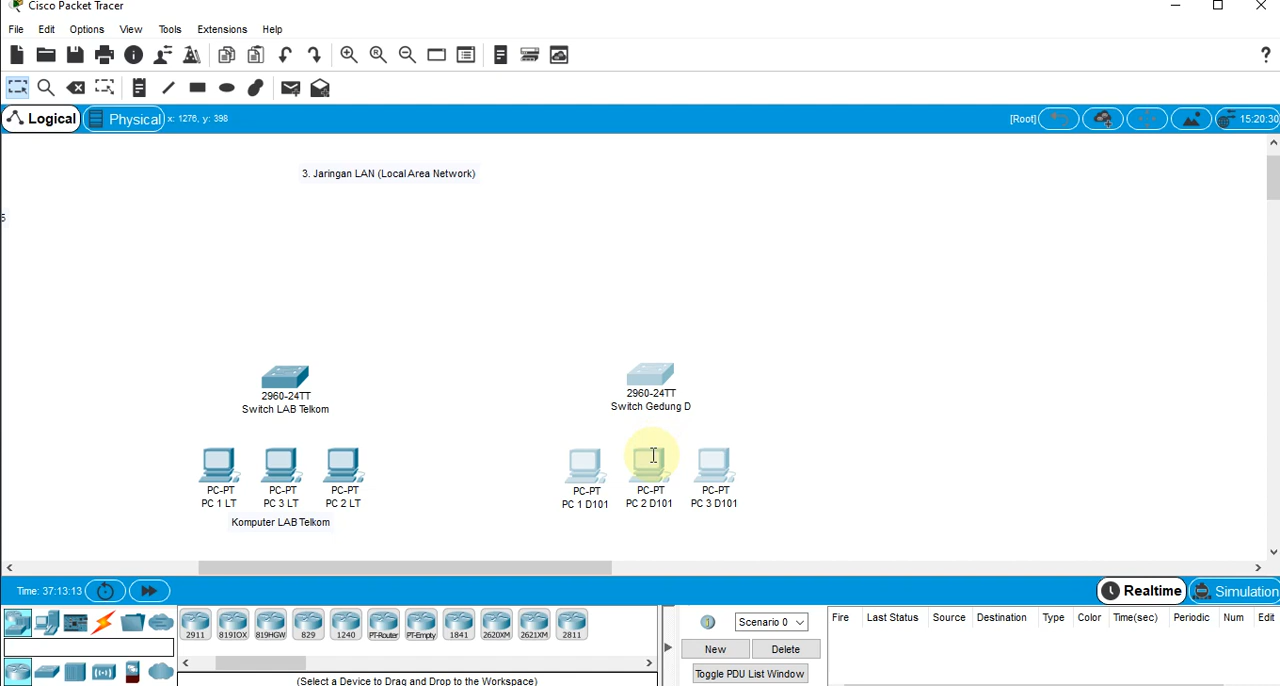 Cisco Packet Tracer
File Edit Options View Tools Extensions Help
Logical Physical x: 1276, y: 398 [Root] 15:20:30
3. Jaringan LAN (Local Area Network)
5
2960-24TT
Switch LAB Telkom
2960-24TT
Switch Gedung D
PC-PT
PC 1 LT
PC-PT
PC 3 LT
PC-PT
PC 2 LT
Komputer LAB Telkom
PC-PT
PC 1 D101
PC-PT
PC 2 D101
PC-PT
PC 3 D101
Time: 37:13:13 Realtime Simulation
2911 819IOX 819HGW 829 1240 PT-Router PT-Empty 1841 2620XM 2621XM 2811
(Select a Device to Drag and Drop to the Workspace)
Scenario 0
New Delete
Toggle PDU List Window
Fire Last Status Source Destination Type Color Time(sec) Periodic Num Edit